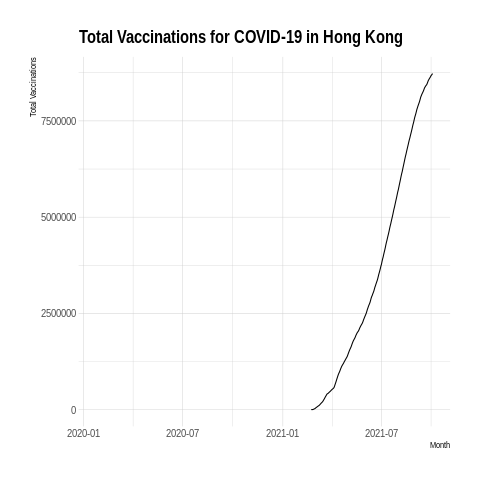 Total Vaccinations for COVID-19 in Hong Kong
Total Vaccinations
7500000
5000000
2500000
0
2020-01 2020-07 2021-01 2021-07
Month